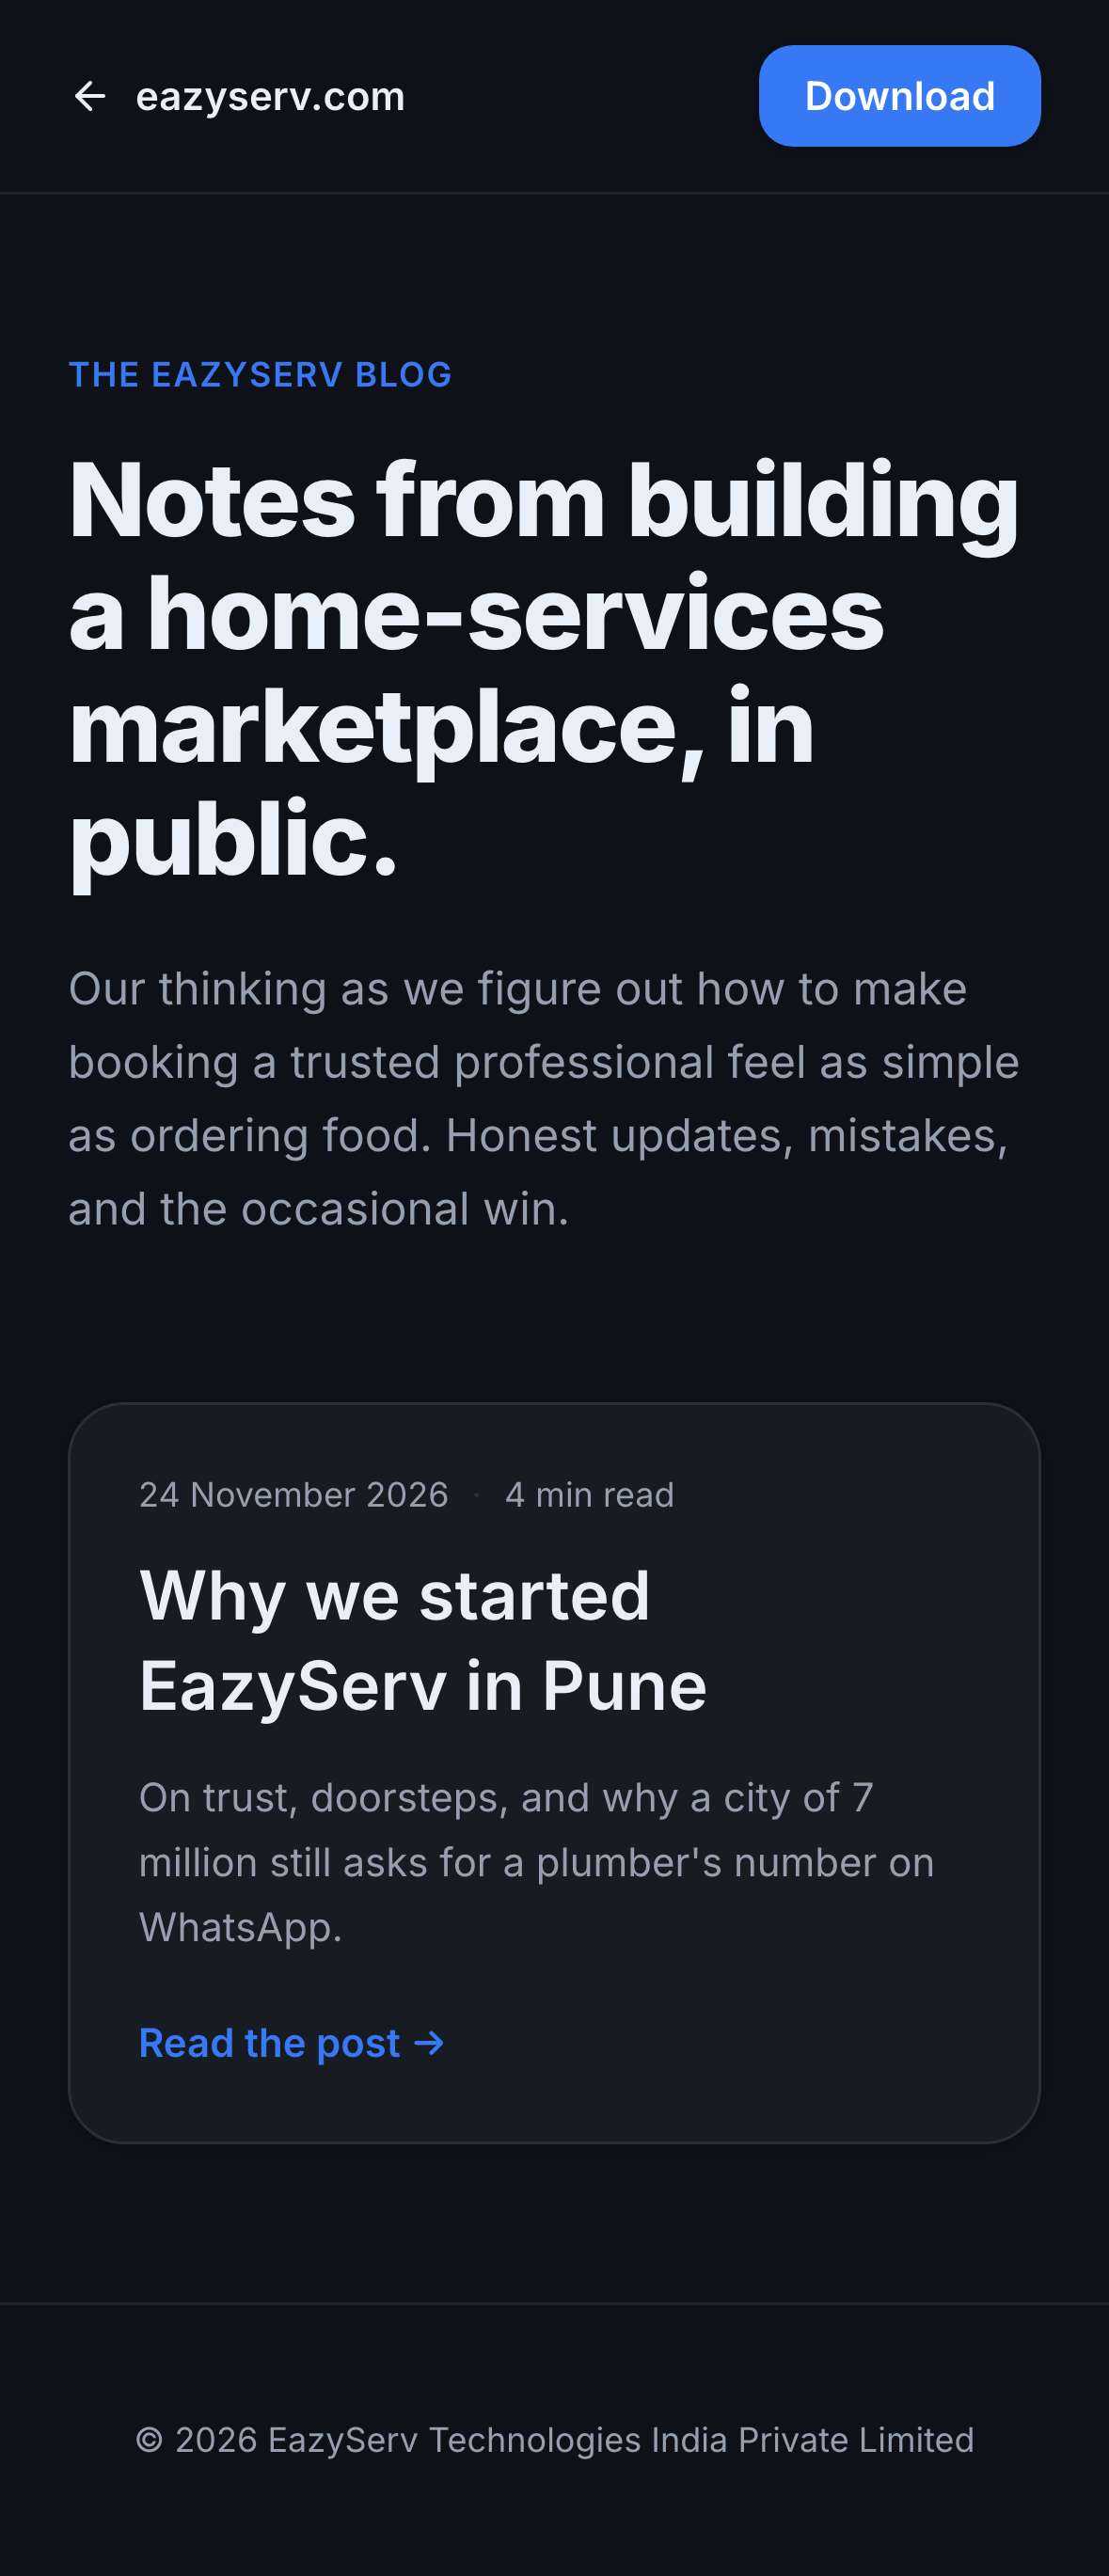 eazyserv.com
Download
THE EAZYSERV BLOG
Notes from building
a home-services
marketplace, in
public.
Our thinking as we figure out how to make
booking a trusted professional feel as simple
as ordering food. Honest updates, mistakes,
and the occasional win.
24 November 2026 · 4 min read
Why we started
EazyServ in Pune
On trust, doorsteps, and why a city of 7
million still asks for a plumber's number on
WhatsApp.
Read the post →
© 2026 EazyServ Technologies India Private Limited